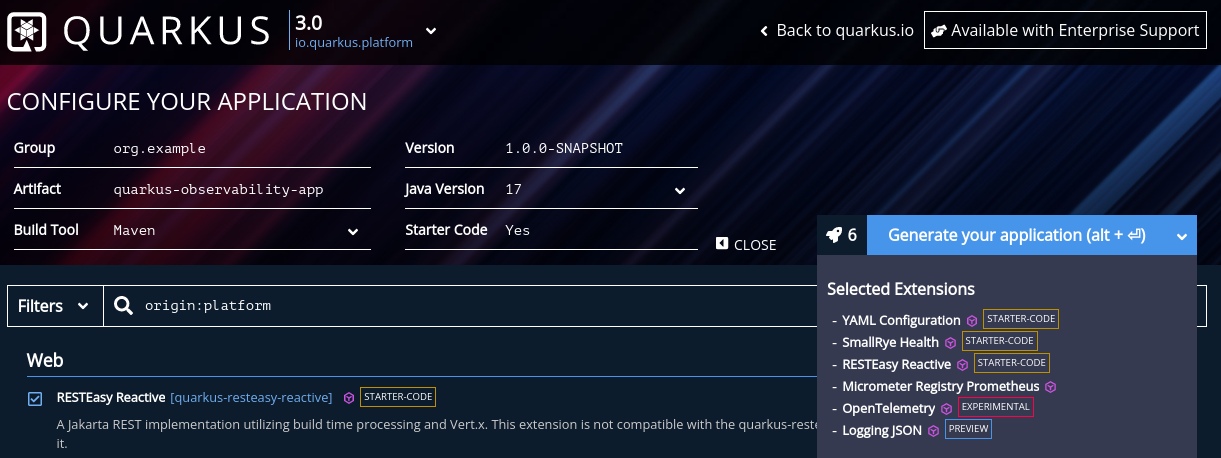 QUARKUS 3.0
io.quarkus.platform
Back to quarkus.io
Available with Enterprise Support
CONFIGURE YOUR APPLICATION
Group org.example
Version 1.0.0-SNAPSHOT
Artifact quarkus-observability-app
Java Version 17
Build Tool Maven
Starter Code Yes
CLOSE
6 Generate your application (alt + ⏎)
Filters origin:platform
Web
RESTEasy Reactive [quarkus-resteasy-reactive] STARTER-CODE
A Jakarta REST implementation utilizing build time processing and Vert.x. This extension is not compatible with the quarkus-reste
it.
Selected Extensions
- YAML Configuration STARTER-CODE
- SmallRye Health STARTER-CODE
- RESTEasy Reactive STARTER-CODE
- Micrometer Registry Prometheus
- OpenTelemetry EXPERIMENTAL
- Logging JSON PREVIEW